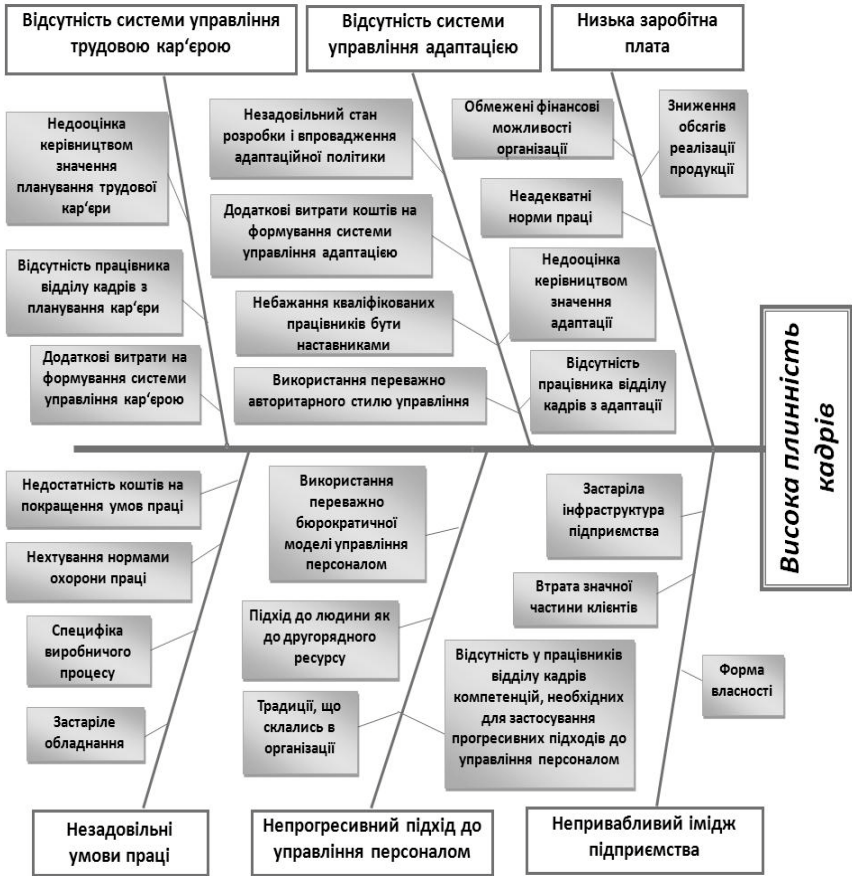 Відсутність системи управління
трудовою кар‘єрою
Відсутність системи
управління адаптацією
Низька заробітна
плата
Недооцінка
керівництвом
значення
планування трудової
кар‘єри
Відсутність працівника
відділу кадрів з
планування кар‘єри
Додаткові витрати на
формування системи
управління кар‘єрою
Незадовільний стан
розробки і впровадження
адаптаційної політики
Додаткові витрати коштів на
формування системи
управління адаптацією
Небажання кваліфікованих
працівників бути
наставниками
Використання переважно
авторитарного стилю управління
Обмежені фінансові
можливості
організації
Зниження
обсягів
реалізації
продукції
Неадекватні
норми праці
Недооцінка
керівництвом
значення
адаптації
Відсутність
працівника відділу
кадрів з адаптації
Висока плинність
кадрів
Недостатність коштів на
покращення умов праці
Нехтування нормами
охорони праці
Специфіка
виробничого
процесу
Застаріле
обладнання
Використання
переважно
бюрократичної
моделі управління
персоналом
Підхід до людини як
до другорядного
ресурсу
Традиції, що
склались в
організації
Застаріла
інфраструктура
підприємства
Втрата значної
частини клієнтів
Відсутність у працівників
відділу кадрів
компетенцій, необхідних
для застосування
прогресивних підходів до
управління персоналом
Форма
власності
Незадовільні
умови праці
Непрогресивний підхід до
управління персоналом
Непривабливий імідж
підприємства